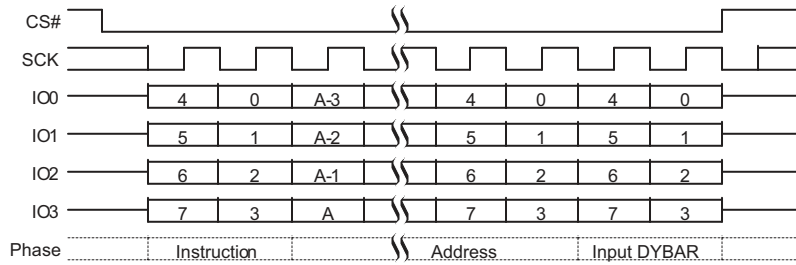 CS#
SCK
IO0 4 0 A-3 4 0 4 0
IO1 5 1 A-2 5 1 5 1
IO2 6 2 A-1 6 2 6 2
IO3 7 3 A 7 3 7 3
Phase Instruction Address Input DYBAR